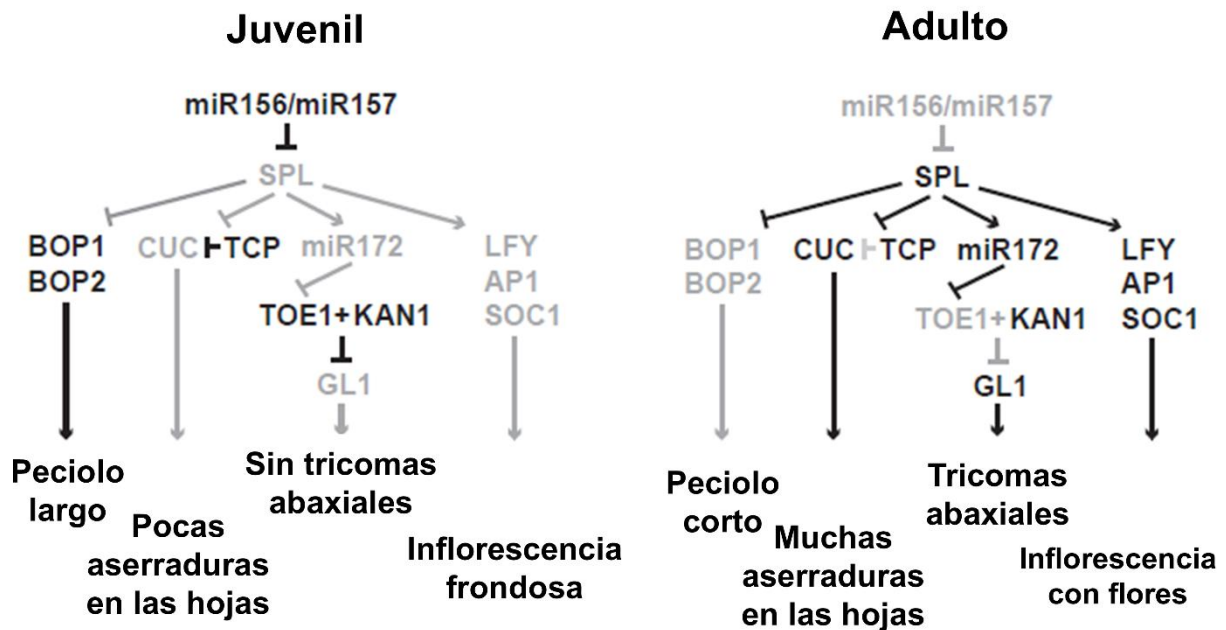 Juvenil
miR156/miR157
SPL
BOP1
BOP2
CUC
TCP
miR172
LFY
AP1
SOC1
TOE1+KAN1
GL1
Peciolo
largo
Pocas
aserraduras
en las hojas
Sin tricomas
abaxiales
Inflorescencia
frondosa
Adulto
miR156/miR157
SPL
BOP1
BOP2
CUC
TCP
miR172
LFY
AP1
SOC1
TOE1+KAN1
GL1
Peciolo
corto
Muchas
aserraduras
en las hojas
Tricomas
abaxiales
Inflorescencia
con flores